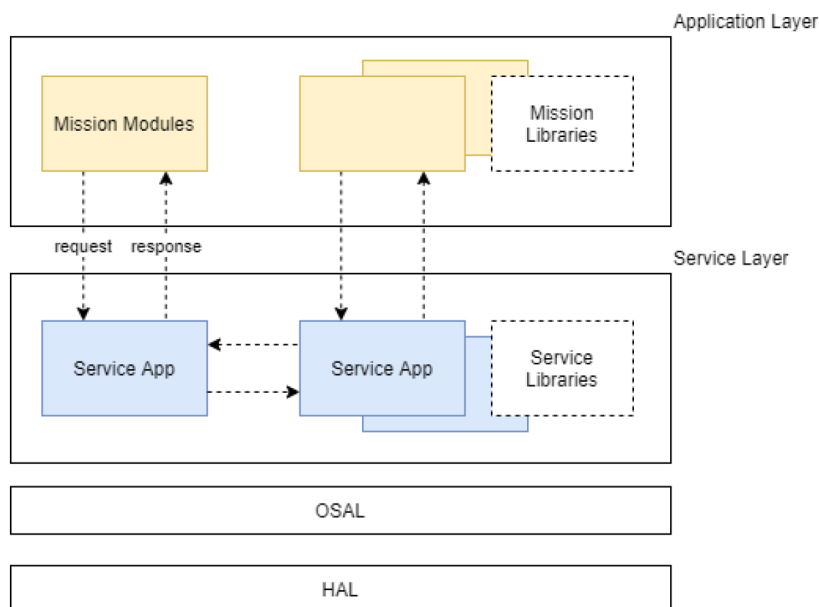 Application Layer
Mission Modules
Mission
Libraries
request
response
Service Layer
Service App
Service App
Service
Libraries
OSAL
HAL